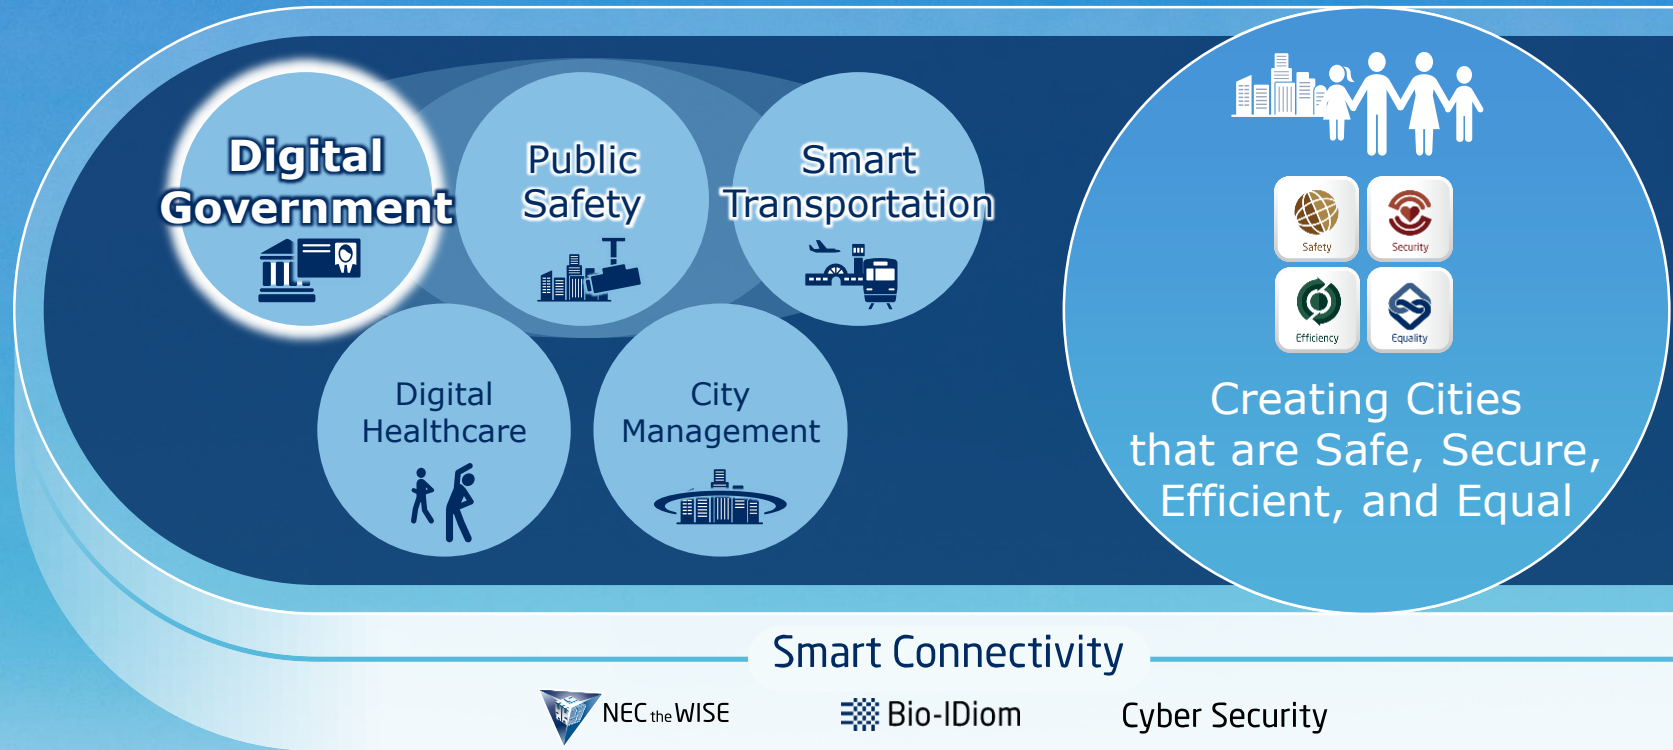 Digital
Government
Public
Safety
Smart
Transportation
Digital
Healthcare
City
Management
Safety
Security
Efficiency
Equality
Creating Cities
that are Safe, Secure,
Efficient, and Equal
Smart Connectivity
NEC the WISE
Bio-IDiom
Cyber Security